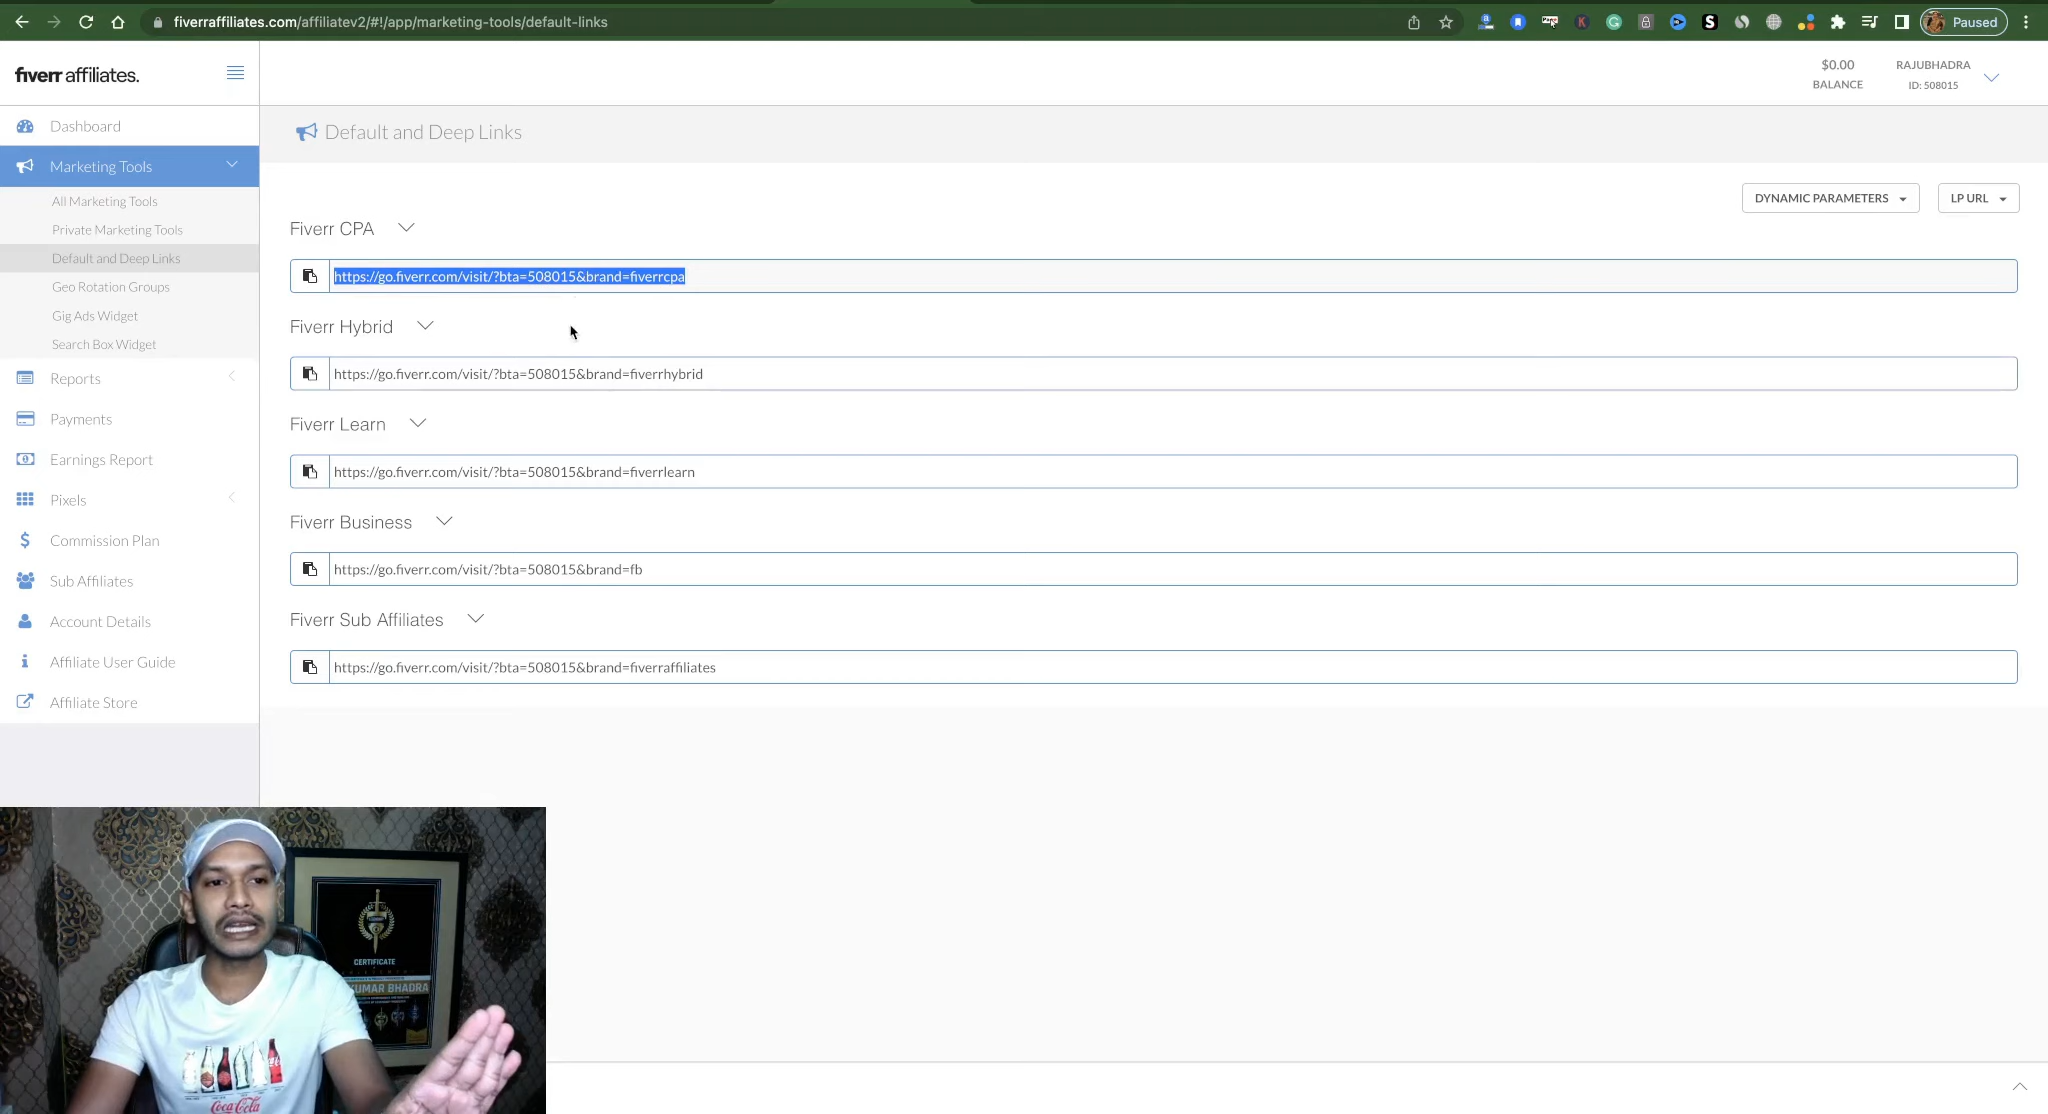 fiverraffiliates.com/affiliatev2/#!/app/marketing-tools/default-links
Paused
fiverr affiliates.
$0.00
BALANCE
RAJUBHADRA
ID: 508015
Dashboard
Marketing Tools
All Marketing Tools
Private Marketing Tools
Default and Deep Links
Geo Rotation Groups
Gig Ads Widget
Search Box Widget
Reports
Payments
Earnings Report
Pixels
Commission Plan
Sub Affiliates
Account Details
Affiliate User Guide
Affiliate Store
Default and Deep Links
DYNAMIC PARAMETERS
LP URL
Fiverr CPA
https://go.fiverr.com/visit/?bta=508015&brand=fiverrcpa
Fiverr Hybrid
https://go.fiverr.com/visit/?bta=508015&brand=fiverrhybrid
Fiverr Learn
https://go.fiverr.com/visit/?bta=508015&brand=fiverrlearn
Fiverr Business
https://go.fiverr.com/visit/?bta=508015&brand=fb
Fiverr Sub Affiliates
https://go.fiverr.com/visit/?bta=508015&brand=fiverraffiliates
CERTIFICATE
KUMAR BHADRA
Coca-Cola